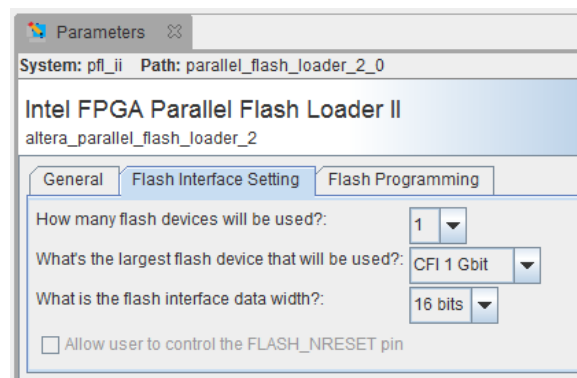 Parameters
System: pfl_ii Path: parallel_flash_loader_2_0
Intel FPGA Parallel Flash Loader II
altera_parallel_flash_loader_2
General Flash Interface Setting Flash Programming
How many flash devices will be used?: 1
What's the largest flash device that will be used?: CFI 1 Gbit
What is the flash interface data width?: 16 bits
Allow user to control the FLASH_NRESET pin